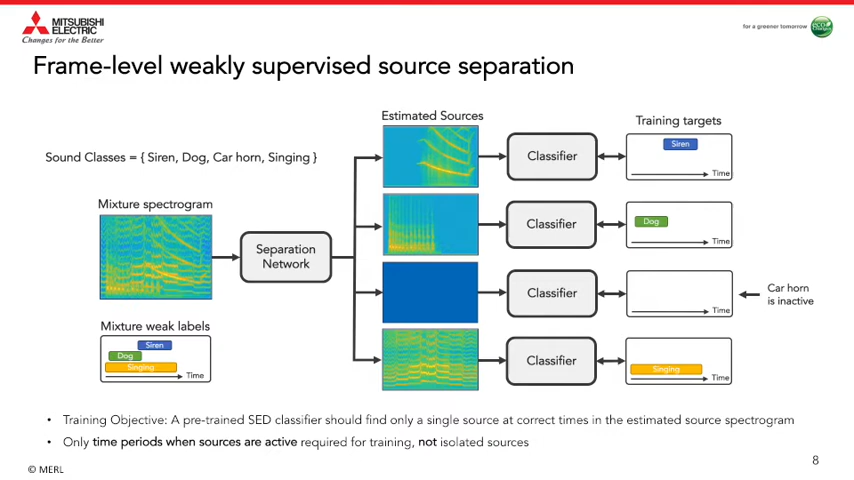 MITSUBISHI
ELECTRIC
Changes for the Better
for a greener tomorrow
eco
Changes
Frame-level weakly supervised source separation
Estimated Sources
Training targets
Sound Classes = { Siren, Dog, Car horn, Singing }
Classifier
Siren
Time
Mixture spectrogram
Classifier
Dog
Time
Separation
Network
Classifier
Time
Car horn
is inactive
Mixture weak labels
Siren
Dog
Singing
Time
Classifier
Singing
Time
• Training Objective: A pre-trained SED classifier should find only a single source at correct times in the estimated source spectrogram
• Only time periods when sources are active required for training, not isolated sources
© MERL
8